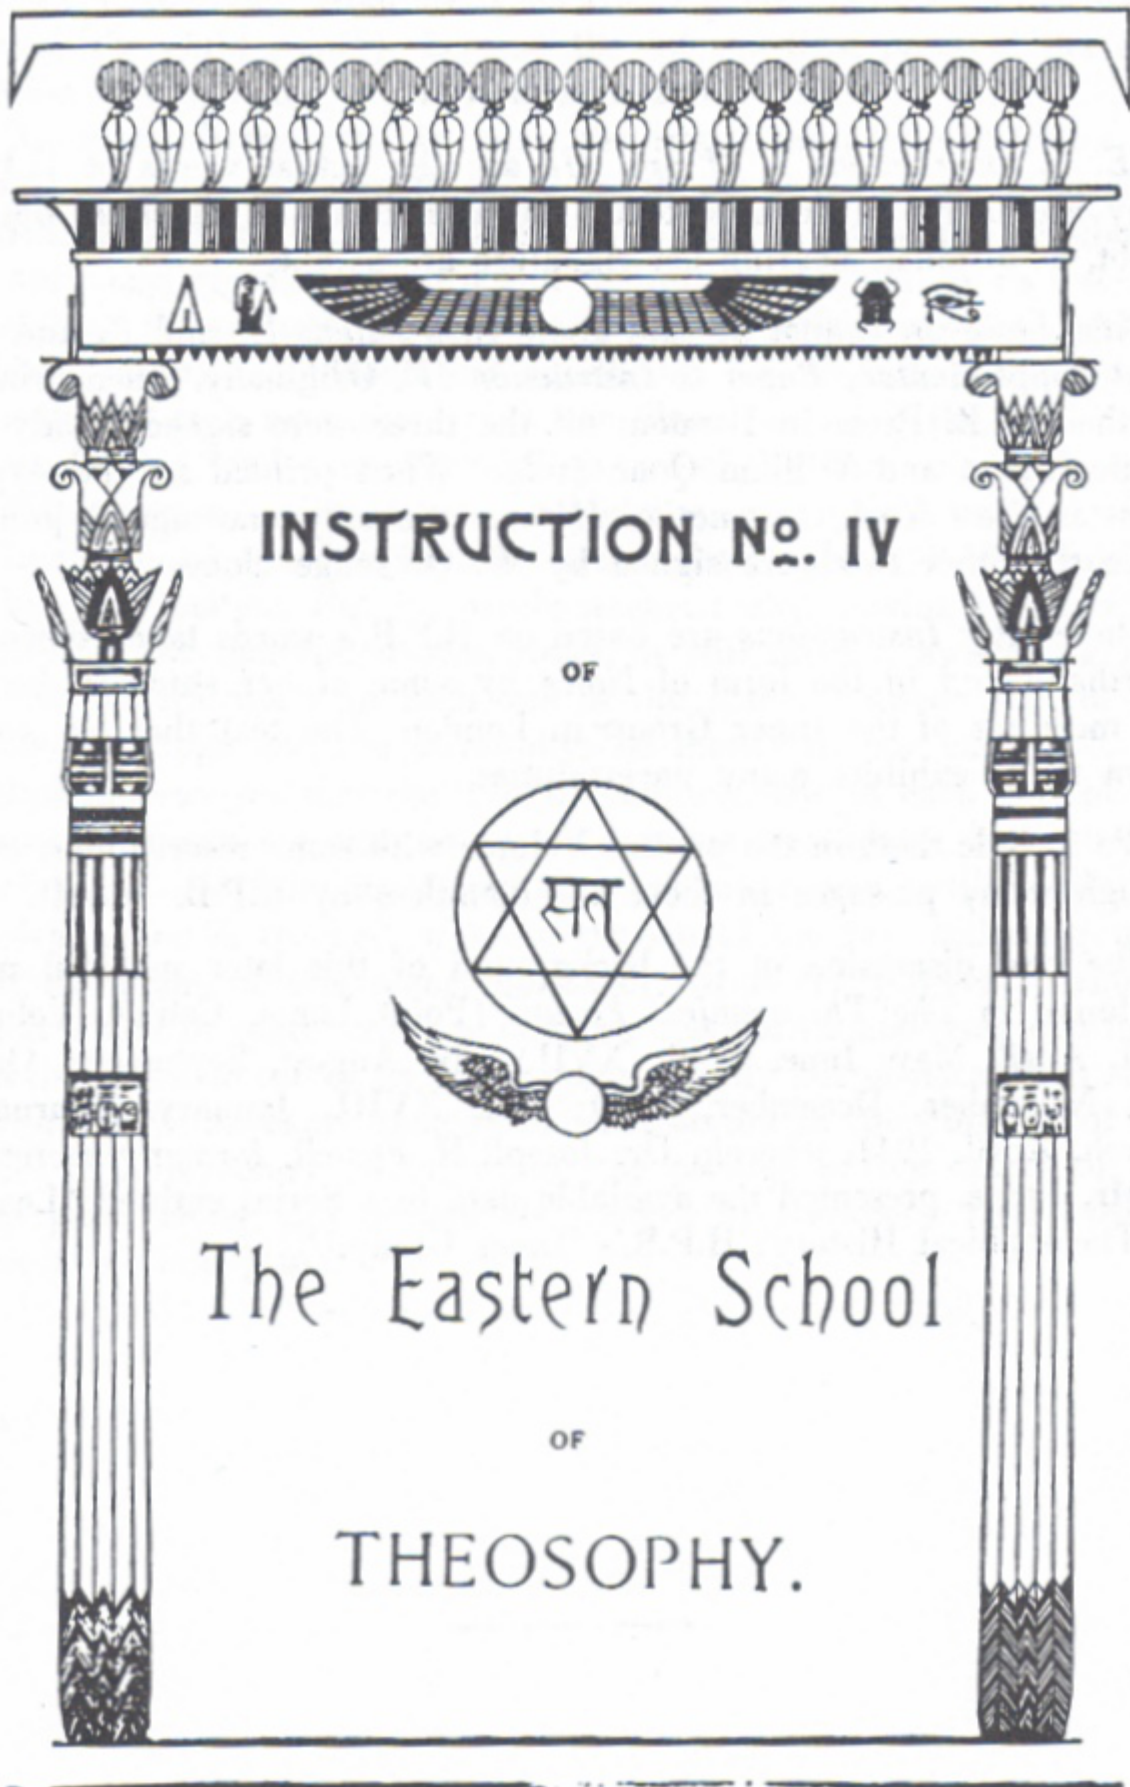 INSTRUCTION No. IV
OF
सत्
The Eastern School
OF
THEOSOPHY.